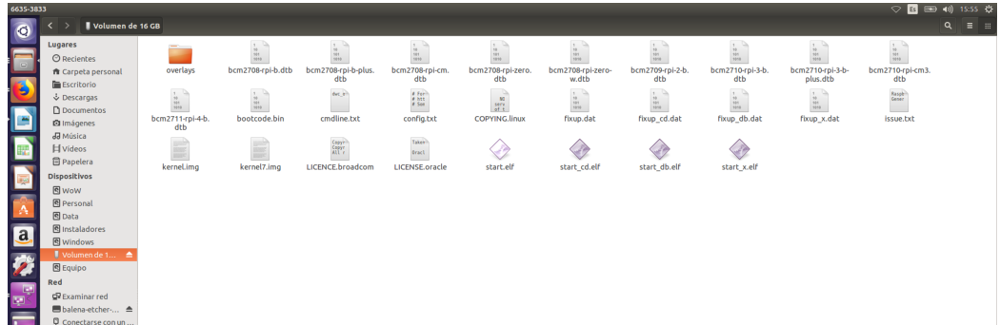 6635-3833
Es
15:55
Volumen de 16 GB
Lugares
Recientes
Carpeta personal
Escritorio
Descargas
Documentos
Imágenes
Música
Vídeos
Papelera
Dispositivos
WoW
Personal
Data
Instaladores
Windows
Volumen de 1...
Equipo
Red
Examinar red
balena-etcher-...
Conectarse con un ...
overlays
bcm2708-rpi-b.dtb
bcm2708-rpi-b-plus.
dtb
bcm2708-rpi-cm.
dtb
bcm2708-rpi-zero.
dtb
bcm2708-rpi-zero-
w.dtb
bcm2709-rpi-2-b.
dtb
bcm2710-rpi-3-b.
dtb
bcm2710-rpi-3-b-
plus.dtb
bcm2710-rpi-cm3.
dtb
bcm2711-rpi-4-b.
dtb
bootcode.bin
cmdline.txt
config.txt
COPYING.linux
fixup.dat
fixup_cd.dat
fixup_db.dat
fixup_x.dat
issue.txt
kernel.img
kernel7.img
LICENCE.broadcom
LICENSE.oracle
start.elf
start_cd.elf
start_db.elf
start_x.elf